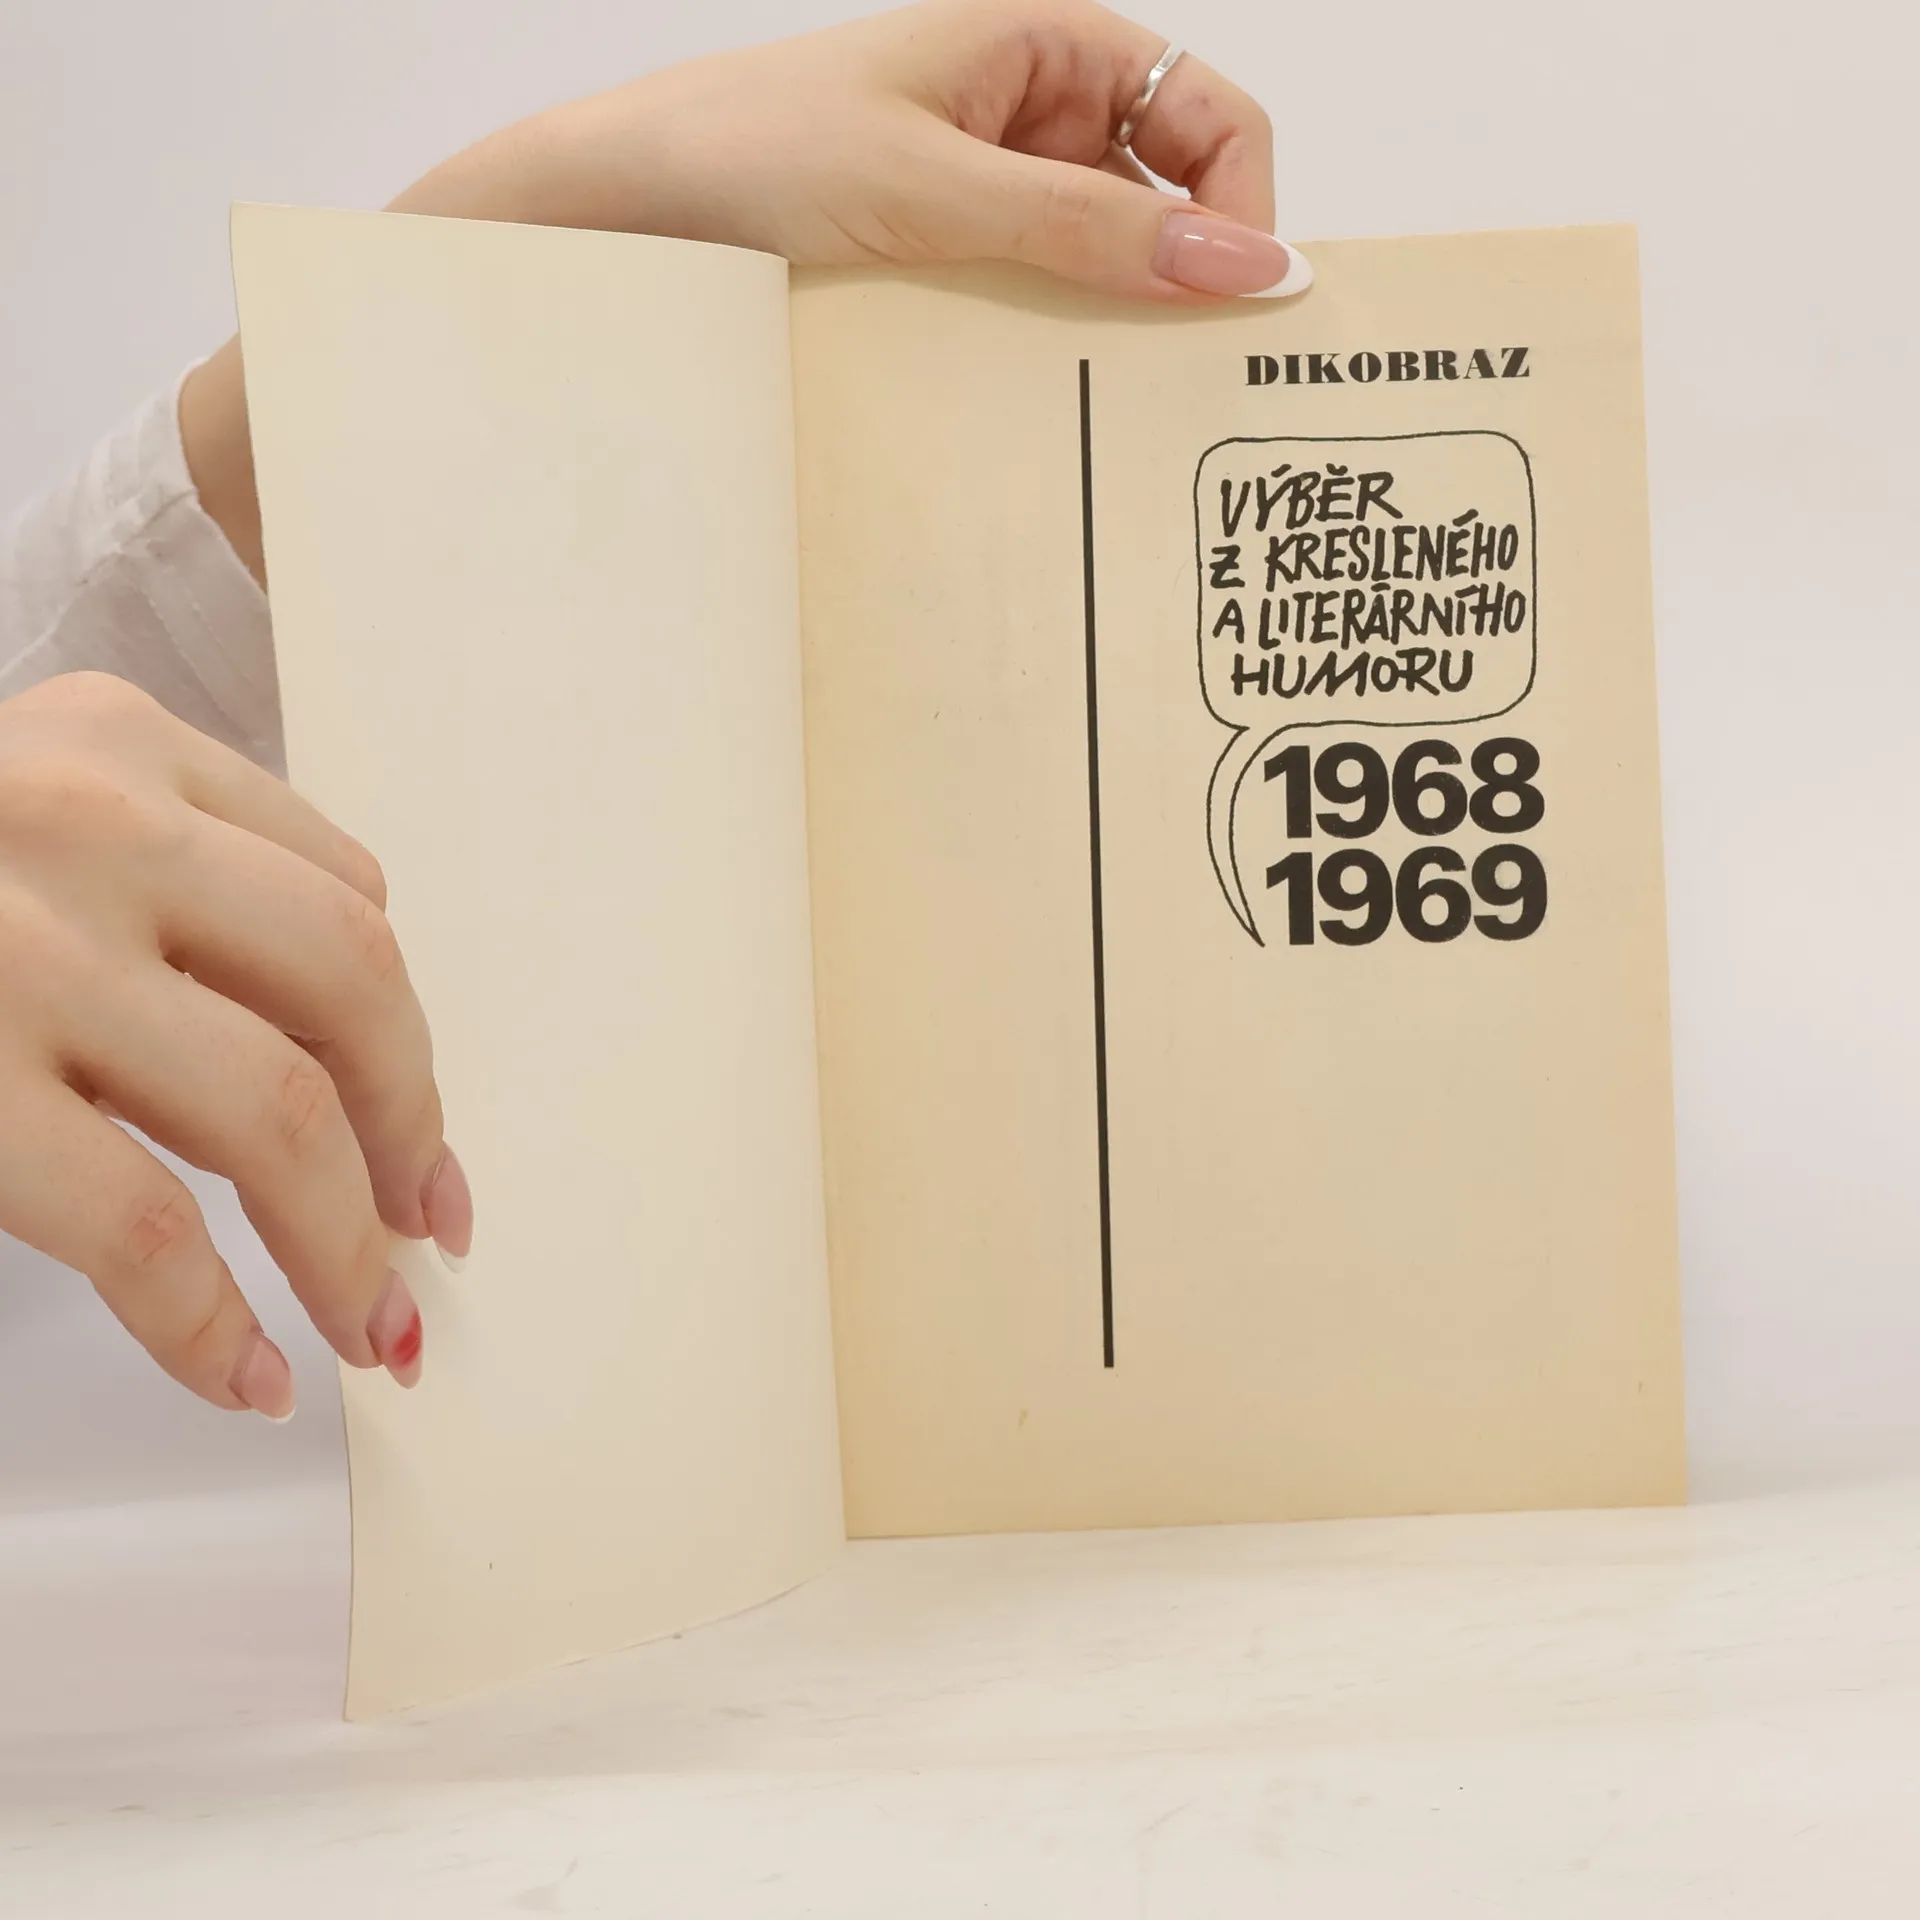 DIKOBRAZ
VÝBĚR
Z KRESLENÉHO
A LITERÁRNÍHO
HUMORU
1968
1969